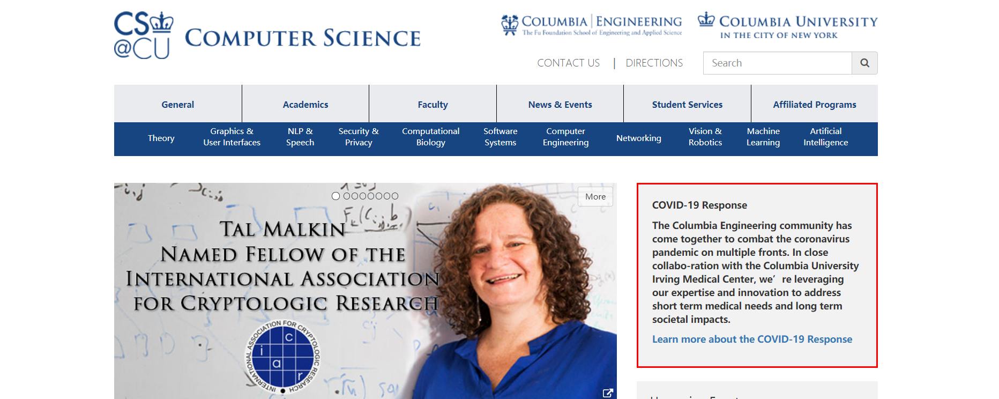 CS
@CU
COMPUTER SCIENCE
COLUMBIA | ENGINEERING
The Fu Foundation School of Engineering and Applied Science
COLUMBIA UNIVERSITY
IN THE CITY OF NEW YORK
CONTACT US | DIRECTIONS
Search
General
Academics
Faculty
News & Events
Student Services
Affiliated Programs
Theory
Graphics &
User Interfaces
NLP &
Speech
Security &
Privacy
Computational
Biology
Software
Systems
Computer
Engineering
Networking
Vision &
Robotics
Machine
Learning
Artificial
Intelligence
More
TAL MALKIN
NAMED FELLOW OF THE
INTERNATIONAL ASSOCIATION
FOR CRYPTOLOGIC RESEARCH
INTERNATIONAL ASSOCIATION FOR CRYPTOLOGIC RESEARCH
c
i
a
r
COVID-19 Response
The Columbia Engineering community has
come together to combat the coronavirus
pandemic on multiple fronts. In close
collabo-ration with the Columbia University
Irving Medical Center, we’re leveraging
our expertise and innovation to address
short term medical needs and long term
societal impacts.
Learn more about the COVID-19 Response